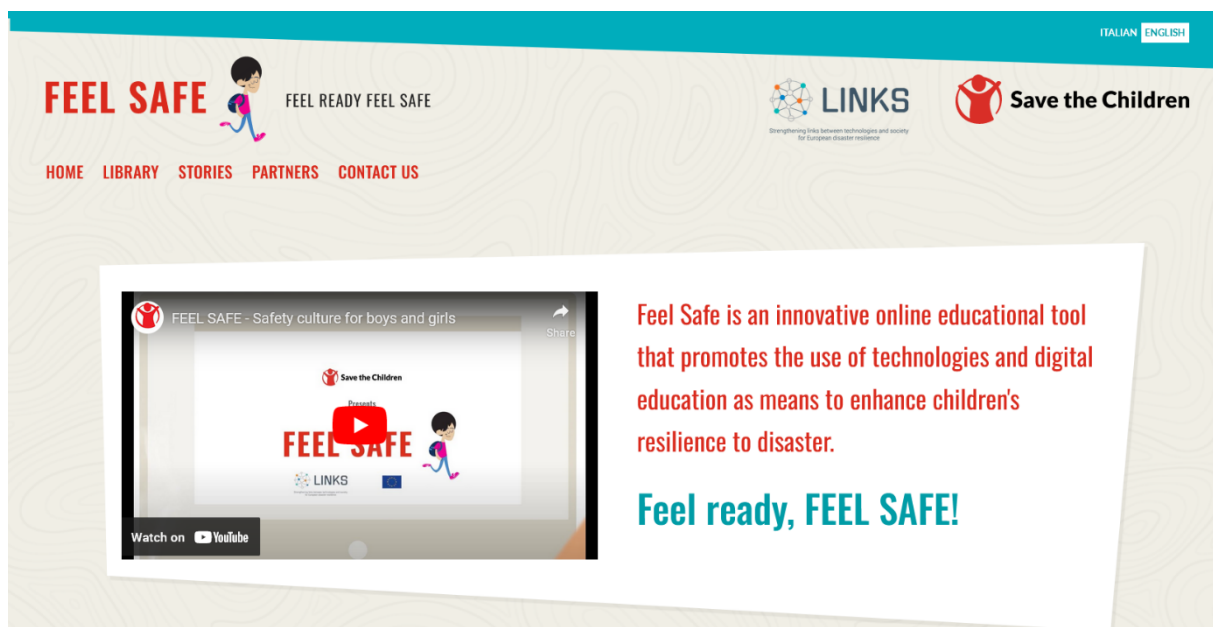 ITALIAN ENGLISH
FEEL SAFE
FEEL READY FEEL SAFE
LINKS
Strengthening links between technologies and society
for European disaster resilience
Save the Children
HOME LIBRARY STORIES PARTNERS CONTACT US
FEEL SAFE - Safety culture for boys and girls
Share
Save the Children
Presents
FEEL SAFE
LINKS
Watch on YouTube
Feel Safe is an innovative online educational tool
that promotes the use of technologies and digital
education as means to enhance children's
resilience to disaster.
Feel ready, FEEL SAFE!